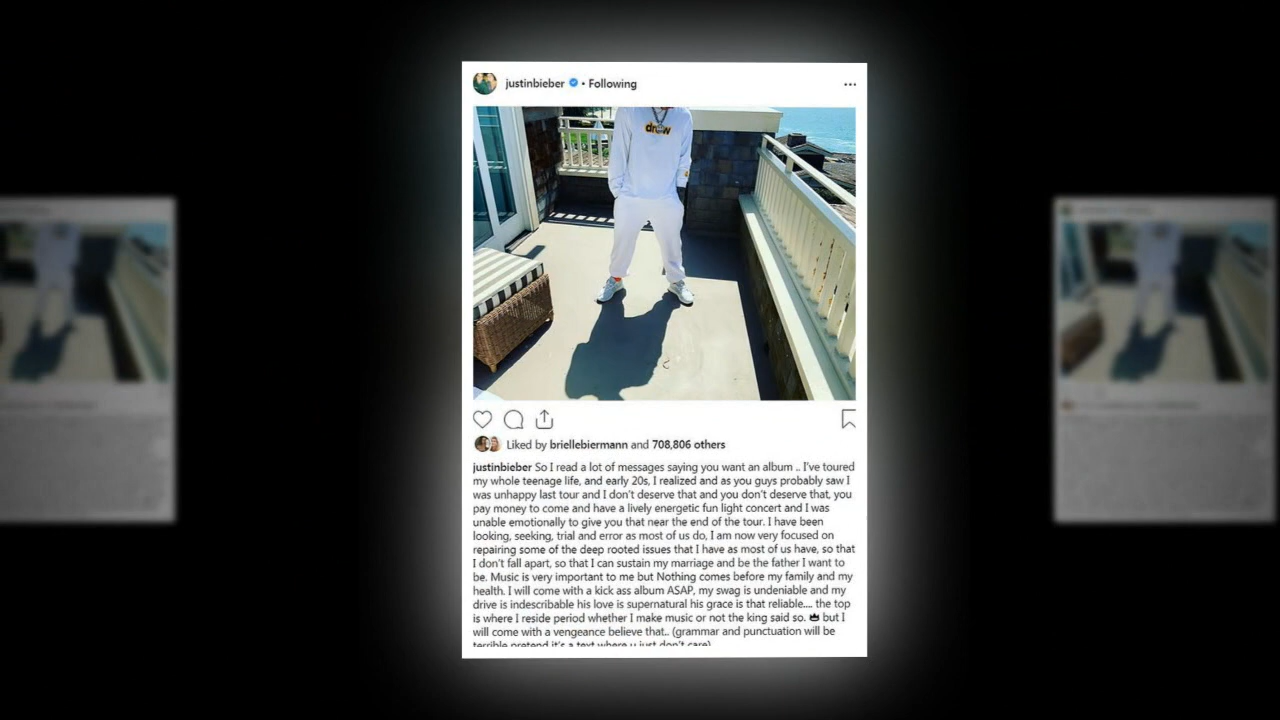 justinbieber • Following
drew
Liked by briellebiermann and 708,806 others
justinbieber So I read a lot of messages saying you want an album .. I've toured
my whole teenage life, and early 20s, I realized and as you guys probably saw I
was unhappy last tour and I don't deserve that and you don't deserve that, you
pay money to come and have a lively energetic fun light concert and I was
unable emotionally to give you that near the end of the tour. I have been
looking, seeking, trial and error as most of us do, I am now very focused on
repairing some of the deep rooted issues that I have as most of us have, so that
I don't fall apart, so that I can sustain my marriage and be the father I want to
be. Music is very important to me but Nothing comes before my family and my
health. I will come with a kick ass album ASAP, my swag is undeniable and my
drive is indescribable his love is supernatural his grace is that reliable.... the top
is where I reside period whether I make music or not the king said so. 👑 but I
will come with a vengeance believe that.. (grammar and punctuation will be
terrible pretend it's a text where u just don't care)